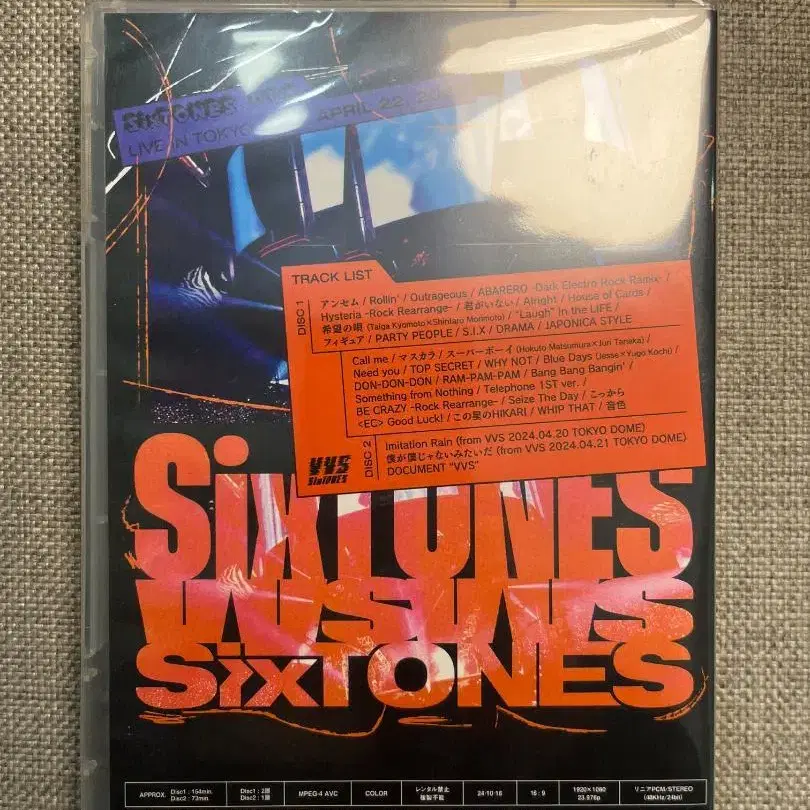 SixTONES
LIVE IN TOKYO
APRIL 22, 20
TRACK LIST
DISC 1
アンセム / Rollin' / Outrageous / ABARERO -Dark Electro Rock Remix- /
Hysteria -Rock Rearrange- / 君がいない / Alright / House of Cards /
希望の唄 (Taiga Kyomoto×Shintaro Morimoto) / "Laugh" In the LIFE /
フィギュア / PARTY PEOPLE / S.I.X / DRAMA / JAPONICA STYLE
Call me / マスカラ / スーパーボーイ (Hokuto Matsumura×Juri Tanaka) /
Need you / TOP SECRET / WHY NOT / Blue Days (Jesse×Yugo Kochi) /
DON-DON-DON / RAM-PAM-PAM / Bang Bang Bangin' /
Something from Nothing / Telephone 1ST ver. /
BE CRAZY -Rock Rearrange- / Seize The Day / こっから
<EC> Good Luck! / この星のHIKARI / WHIP THAT / 音色
DISC 2
Imitation Rain (from VVS 2024.04.20 TOKYO DOME)
僕が僕じゃないみたいだ (from VVS 2024.04.21 TOKYO DOME)
DOCUMENT "VVS"
VVS
SixTONES
SixTONES
VVSVVS
SixTONES
APPROX. Disc1 : 164min. Disc2 : 73min.
Disc1 : 2層 Disc2 : 1層
MPEG-4 AVC
COLOR
レンタル禁止 複製不能
24・10・16
16 : 9
1920×1080 23.976p
リニアPCM/STEREO (48KHz/24bit)